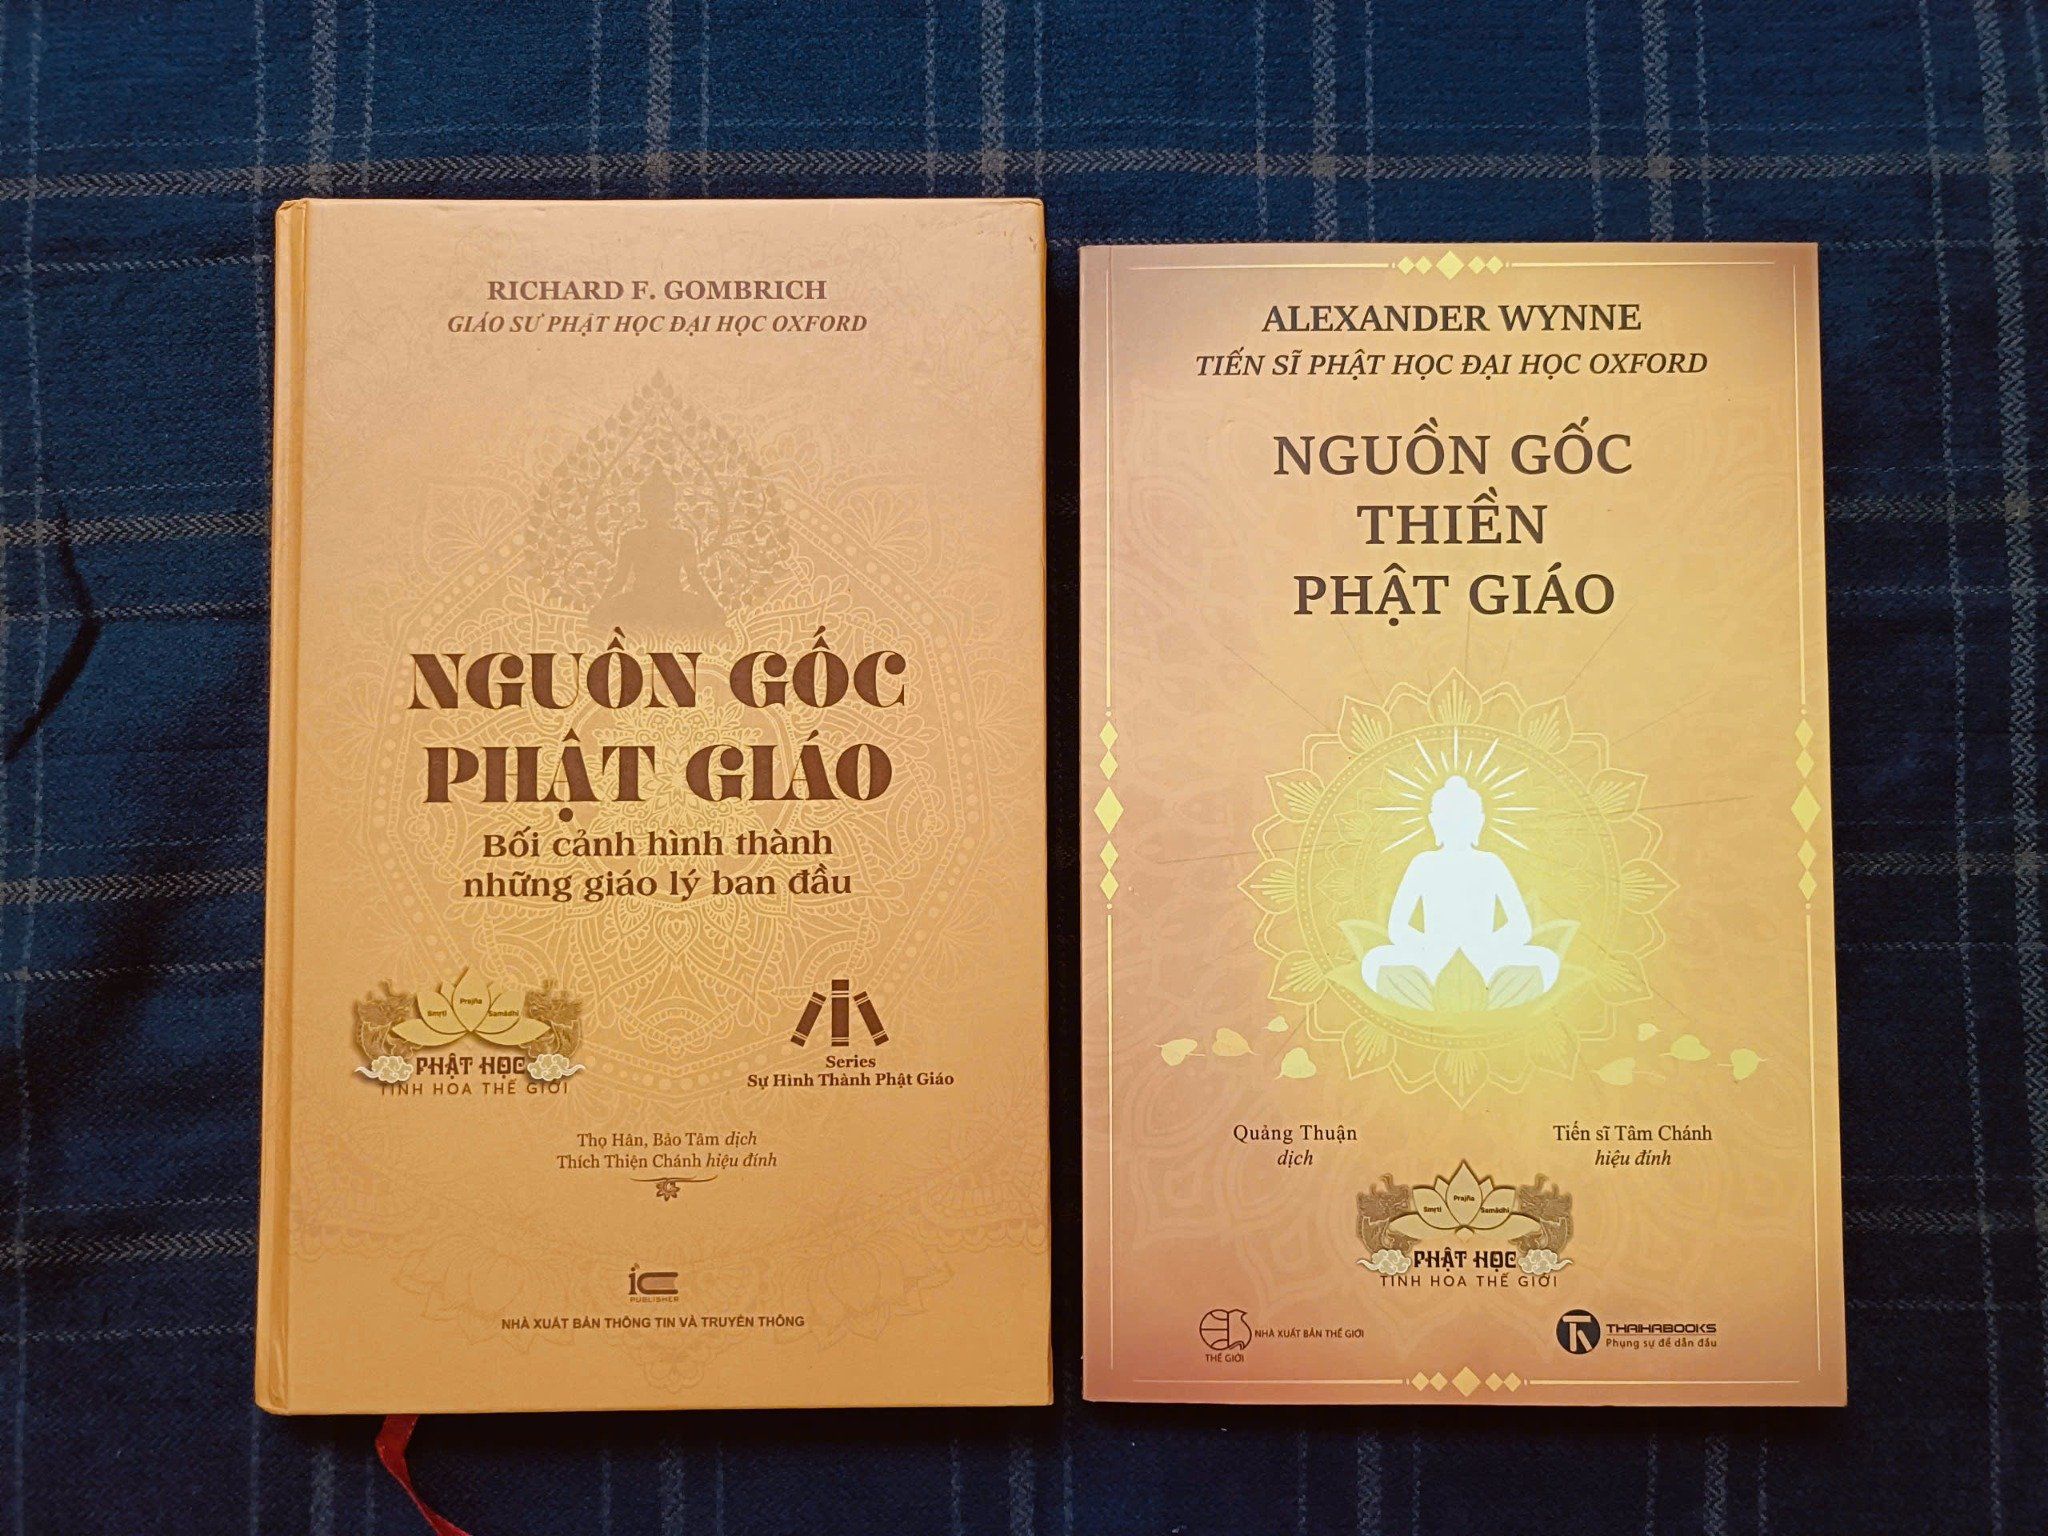 RICHARD F. GOMBRICH
GIÁO SƯ PHẬT HỌC ĐẠI HỌC OXFORD
NGUỒN GỐC
PHẬT GIÁO
Bối cảnh hình thành
những giáo lý ban đầu
Prajña
Smṛti Samādhi
PHẬT HỌC
TINH HOA THẾ GIỚI
Series
Sự Hình Thành Phật Giáo
Thọ Hân, Bảo Tâm dịch
Thích Thiện Chánh hiệu đính
ic
PUBLISHER
NHÀ XUẤT BẢN THÔNG TIN VÀ TRUYỀN THÔNG
ALEXANDER WYNNE
TIẾN SĨ PHẬT HỌC ĐẠI HỌC OXFORD
NGUỒN GỐC
THIỀN
PHẬT GIÁO
Quảng Thuận
dịch
Tiến sĩ Tâm Chánh
hiệu đính
Prajña
Smṛti Samādhi
PHẬT HỌC
TINH HOA THẾ GIỚI
NHÀ XUẤT BẢN THẾ GIỚI
THẾ GIỚI
THAIHABOOKS
Phụng sự để dẫn đầu